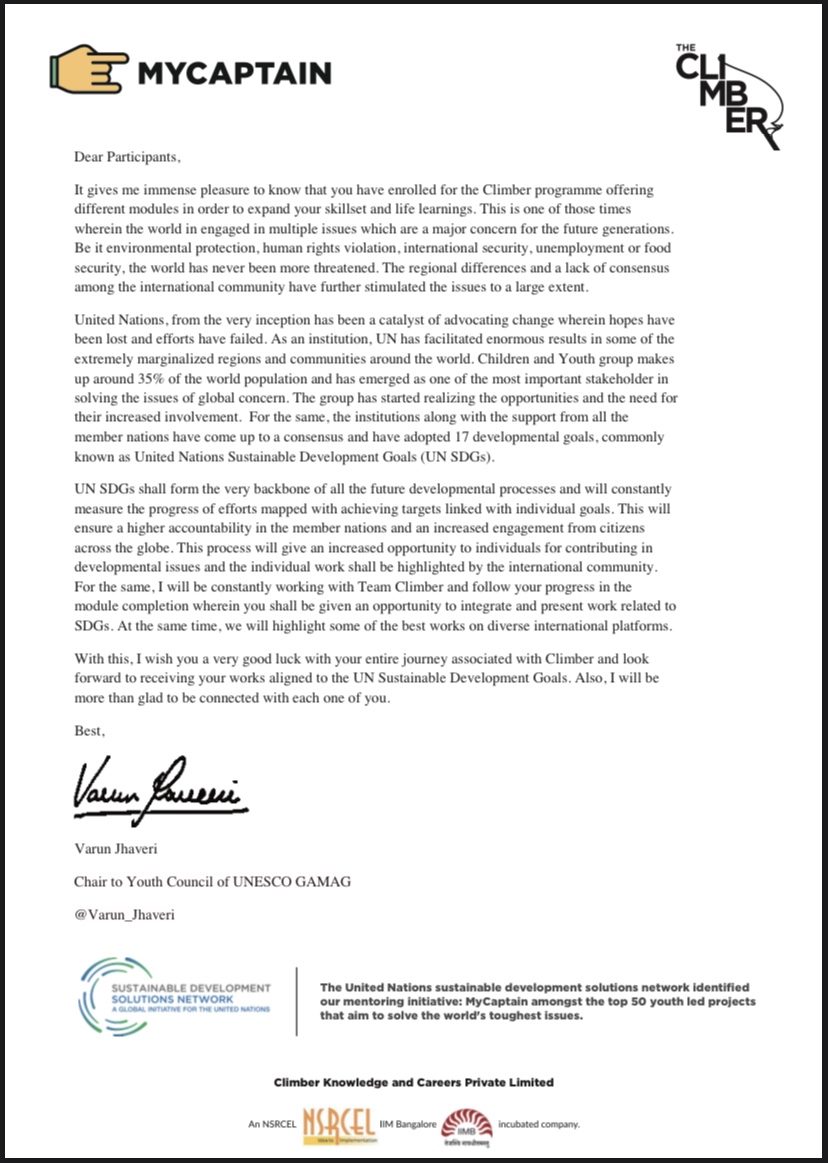 MYCAPTAIN
THE
CLI
MB
ER
Dear Participants,
It gives me immense pleasure to know that you have enrolled for the Climber programme offering
different modules in order to expand your skillset and life learnings. This is one of those times
wherein the world in engaged in multiple issues which are a major concern for the future generations.
Be it environmental protection, human rights violation, international security, unemployment or food
security, the world has never been more threatened. The regional differences and a lack of consensus
among the international community have further stimulated the issues to a large extent.
United Nations, from the very inception has been a catalyst of advocating change wherein hopes have
been lost and efforts have failed. As an institution, UN has facilitated enormous results in some of the
extremely marginalized regions and communities around the world. Children and Youth group makes
up around 35% of the world population and has emerged as one of the most important stakeholder in
solving the issues of global concern. The group has started realizing the opportunities and the need for
their increased involvement.  For the same, the institutions along with the support from all the
member nations have come up to a consensus and have adopted 17 developmental goals, commonly
known as United Nations Sustainable Development Goals (UN SDGs).
UN SDGs shall form the very backbone of all the future developmental processes and will constantly
measure the progress of efforts mapped with achieving targets linked with individual goals. This will
ensure a higher accountability in the member nations and an increased engagement from citizens
across the globe. This process will give an increased opportunity to individuals for contributing in
developmental issues and the individual work shall be highlighted by the international community.
For the same, I will be constantly working with Team Climber and follow your progress in the
module completion wherein you shall be given an opportunity to integrate and present work related to
SDGs. At the same time, we will highlight some of the best works on diverse international platforms.
With this, I wish you a very good luck with your entire journey associated with Climber and look
forward to receiving your works aligned to the UN Sustainable Development Goals. Also, I will be
more than glad to be connected with each one of you.
Best,
Varun Jhaveri
Varun Jhaveri
Chair to Youth Council of UNESCO GAMAG
@Varun_Jhaveri
SUSTAINABLE DEVELOPMENT
SOLUTIONS NETWORK
A GLOBAL INITIATIVE FOR THE UNITED NATIONS
The United Nations sustainable development solutions network identified
our mentoring initiative: MyCaptain amongst the top 50 youth led projects
that aim to solve the world's toughest issues.
Climber Knowledge and Careers Private Limited
An NSRCEL NSRCEL IIM Bangalore IIMB incubated company.